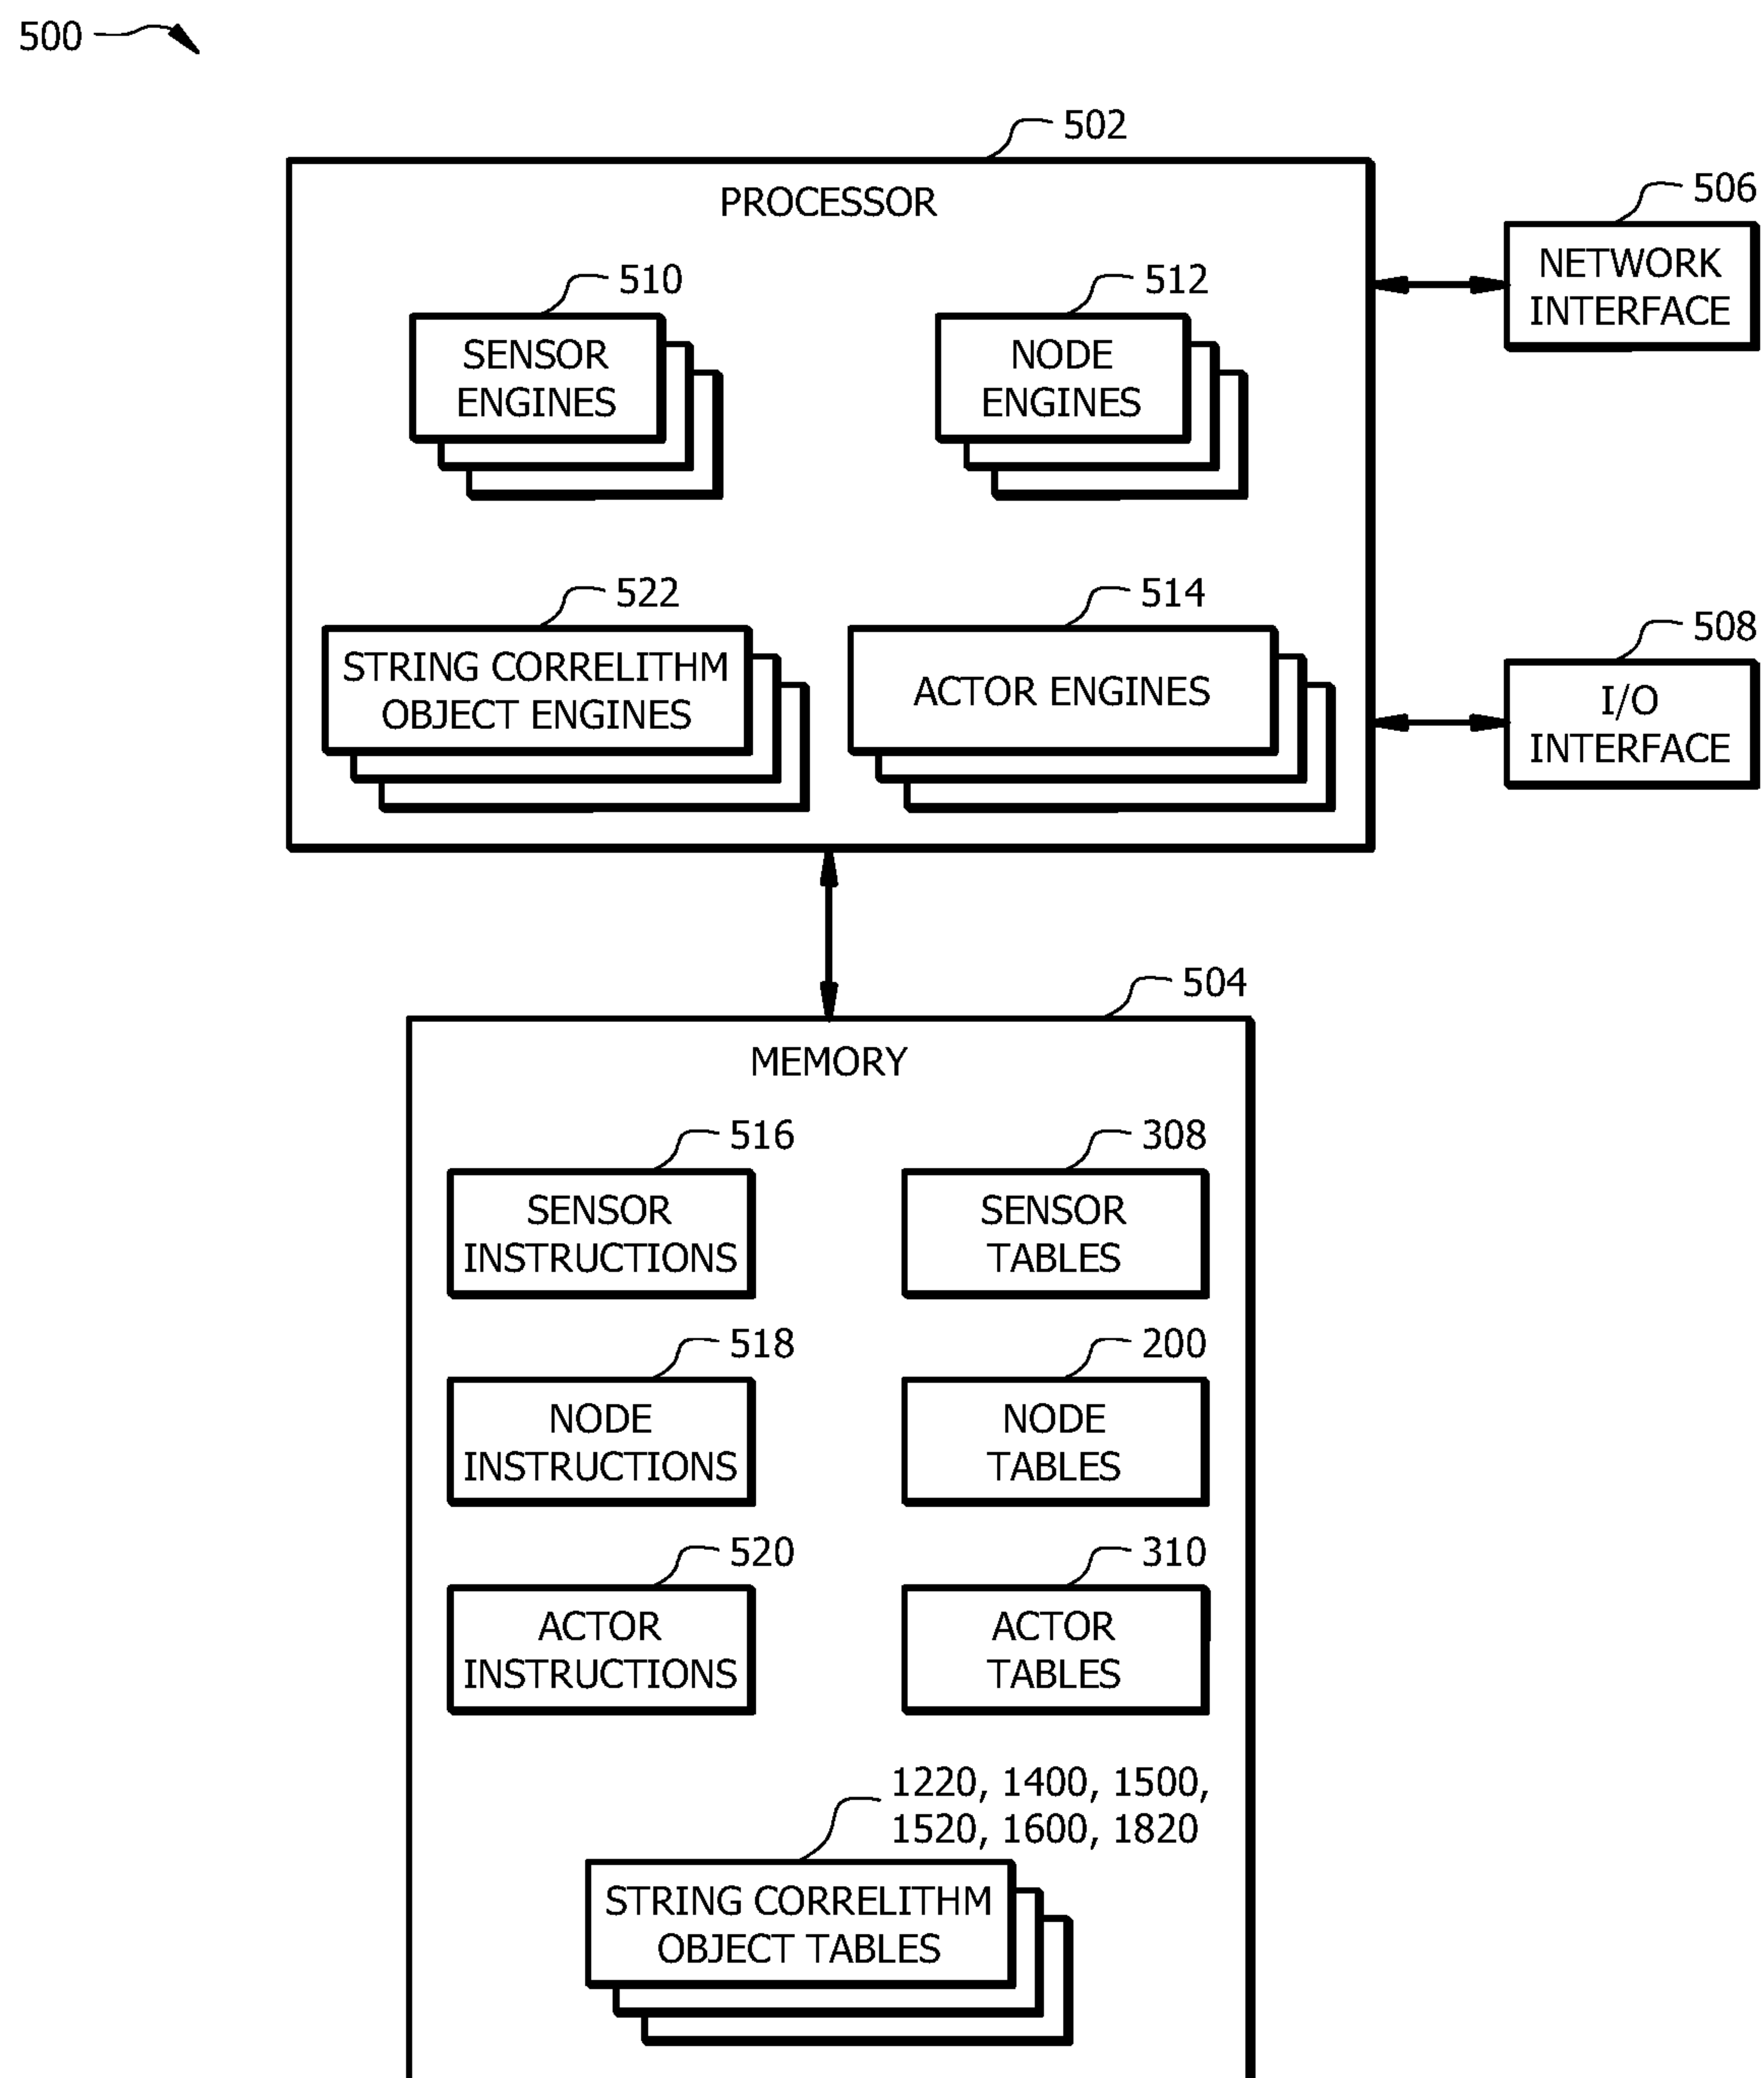 500
502
PROCESSOR
506
NETWORK
INTERFACE
510
SENSOR
ENGINES
512
NODE
ENGINES
522
STRING CORRELITHM
OBJECT ENGINES
514
ACTOR ENGINES
508
I/O
INTERFACE
504
MEMORY
516
SENSOR
INSTRUCTIONS
308
SENSOR
TABLES
518
NODE
INSTRUCTIONS
200
NODE
TABLES
520
ACTOR
INSTRUCTIONS
310
ACTOR
TABLES
1220, 1400, 1500,
1520, 1600, 1820
STRING CORRELITHM
OBJECT TABLES